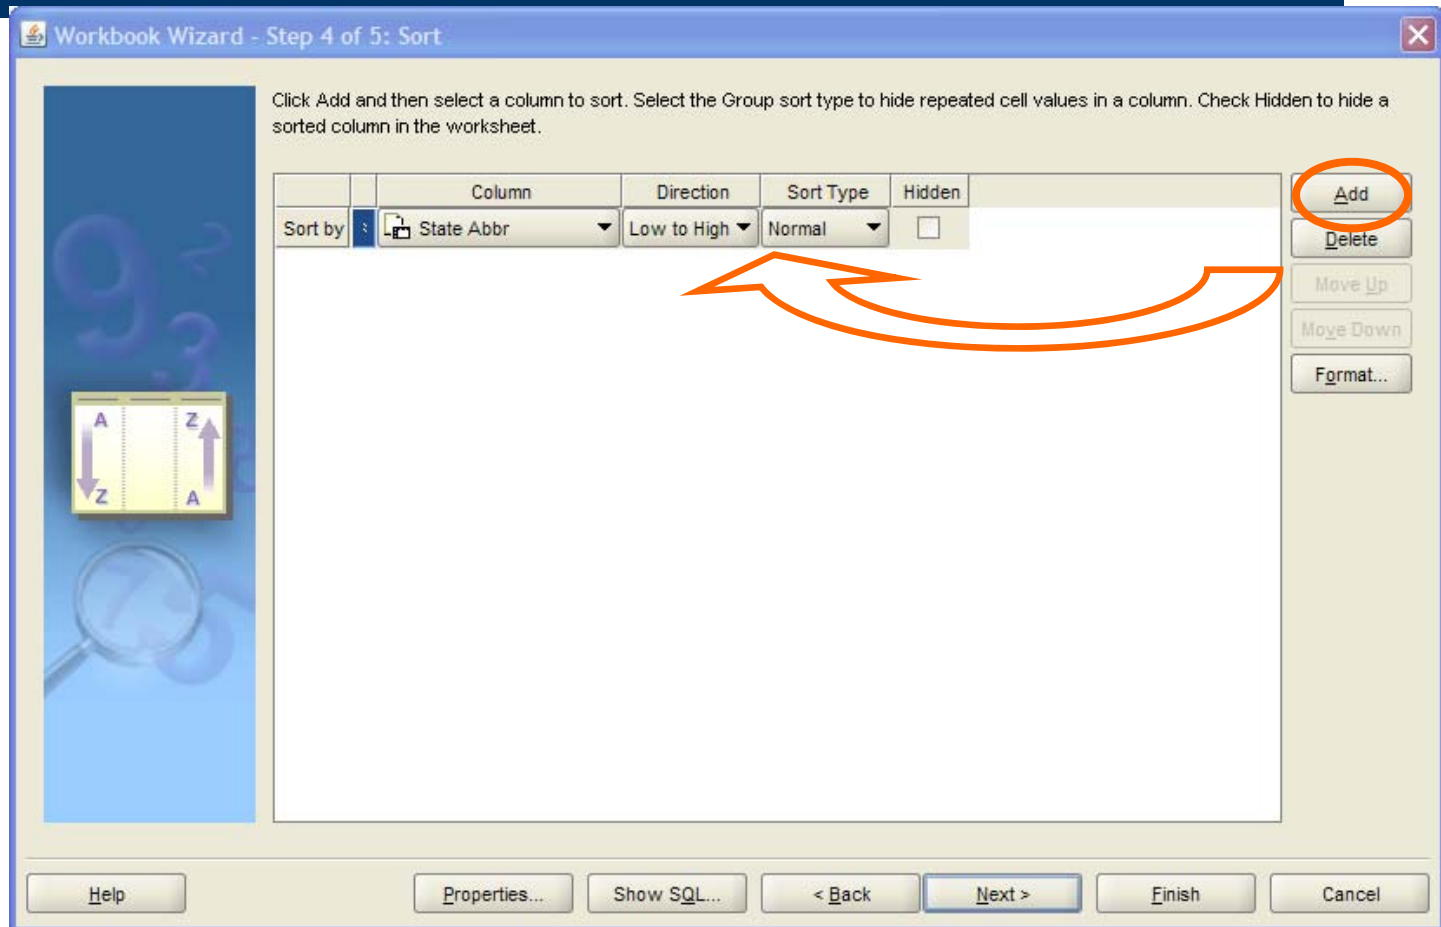 Workbook Wizard - Step 4 of 5: Sort
Click Add and then select a column to sort. Select the Group sort type to hide repeated cell values in a column. Check Hidden to hide a
sorted column in the worksheet.
Column Direction Sort Type Hidden
Sort by State Abbr Low to High Normal
Add
Delete
Move Up
Move Down
Format...
A Z
Z A
Help Properties... Show SQL... < Back Next > Finish Cancel